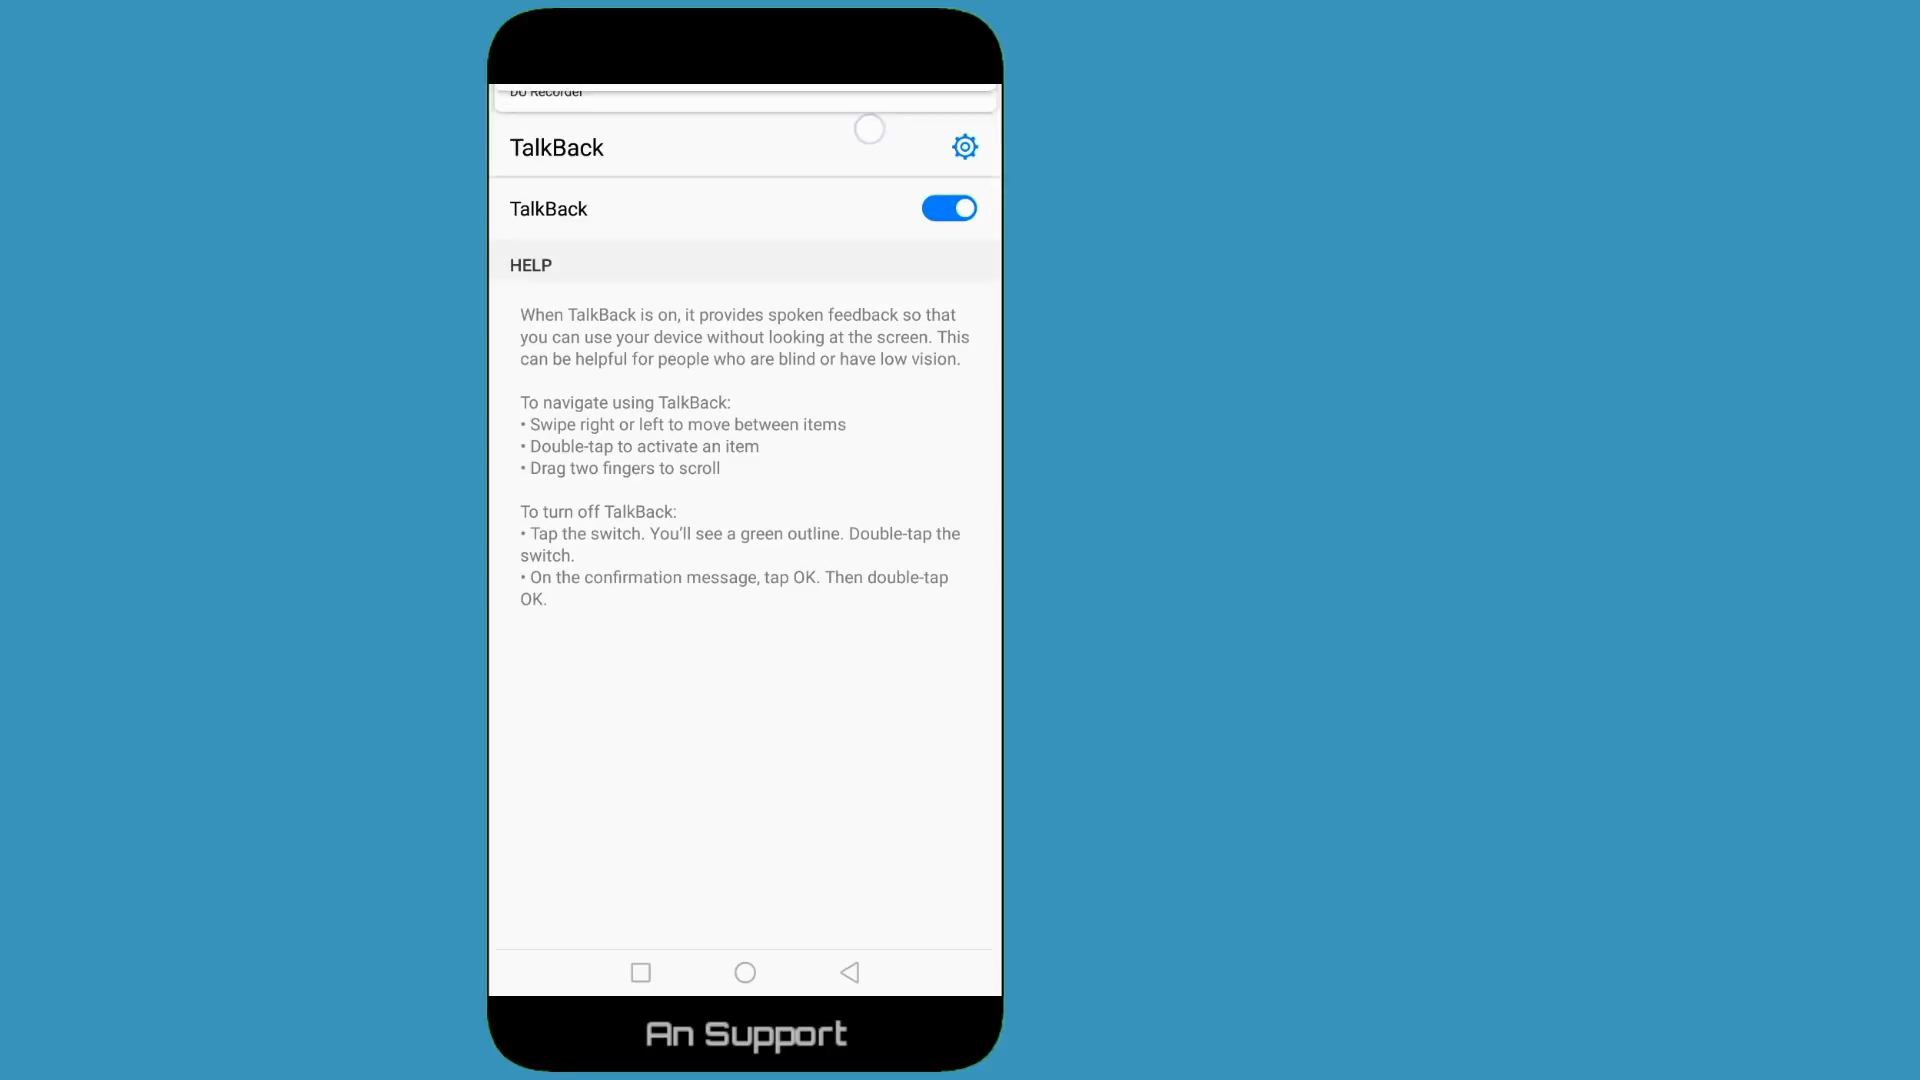 DU Recorder
TalkBack
TalkBack
HELP
When TalkBack is on, it provides spoken feedback so that
you can use your device without looking at the screen. This
can be helpful for people who are blind or have low vision.
To navigate using TalkBack:
• Swipe right or left to move between items
• Double-tap to activate an item
• Drag two fingers to scroll
To turn off TalkBack:
• Tap the switch. You’ll see a green outline. Double-tap the
switch.
• On the confirmation message, tap OK. Then double-tap
OK.
An Support